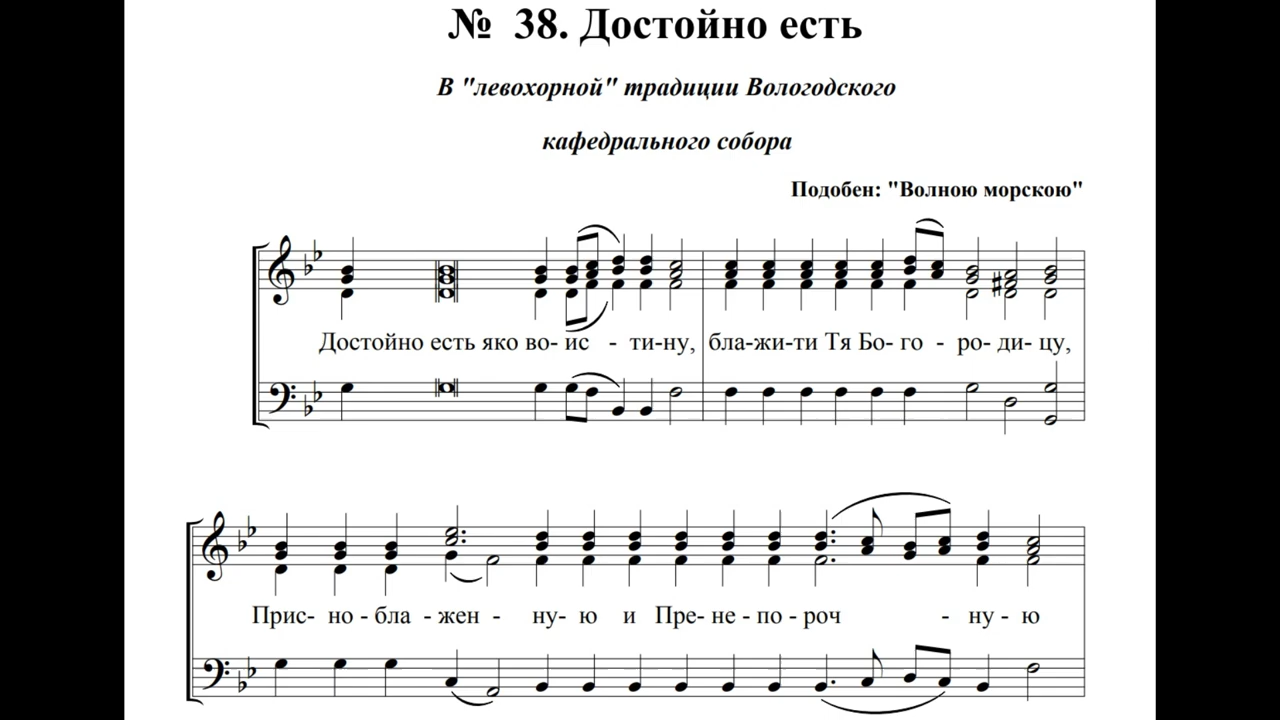 № 38. Достойно есть
В "левохорной" традиции Вологодского
кафедрального собора
Подобен: "Волною морскою"
Достойно есть яко во- ис - ти-ну, бла-жи-ти Тя Бо- го - ро- ди- цу,
Прис- но - бла - жен - ну- ю и Пре- не - по - роч - ну - ю